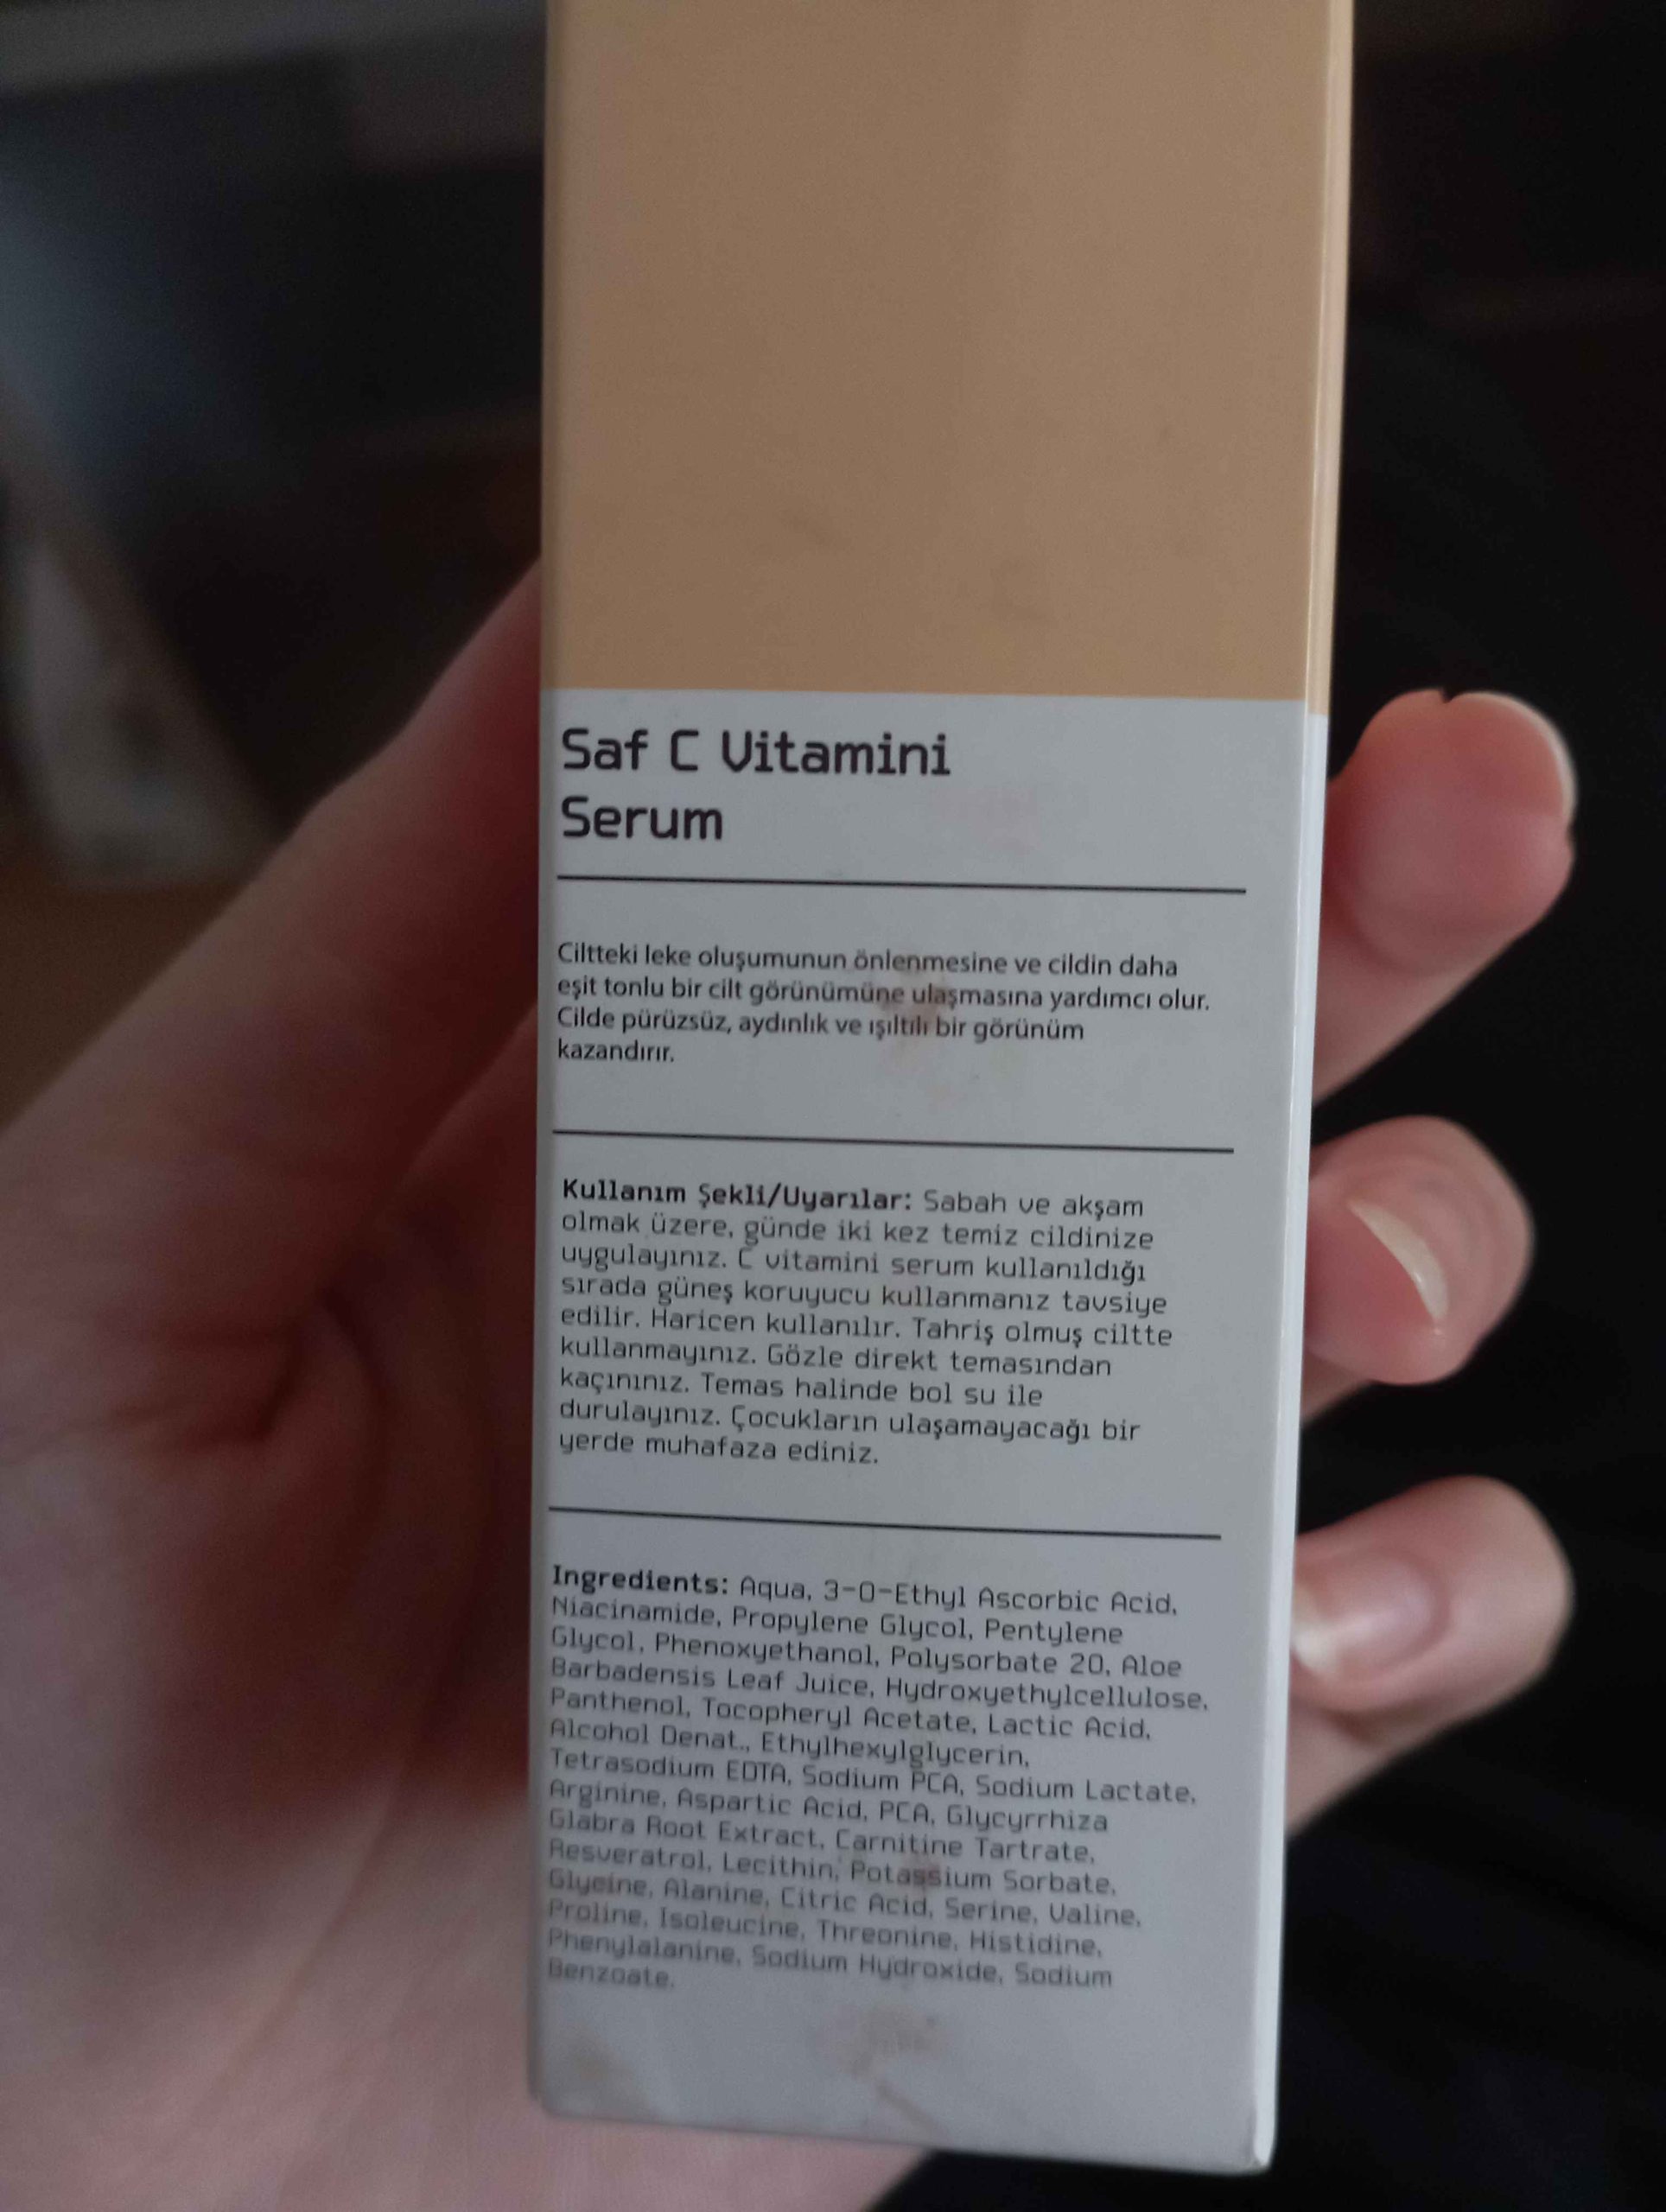 Saf C Vitamini
Serum
Ciltteki leke oluşumunun önlenmesine ve cildin daha
eşit tonlu bir cilt görünümüne ulaşmasına yardımcı olur.
Cilde pürüzsüz, aydınlık ve ışıltılı bir görünüm
kazandırır.
Kullanım Şekli/Uyarılar: Sabah ve akşam
olmak üzere, günde iki kez temiz cildinize
uygulayınız. C vitamini serum kullanıldığı
sırada güneş koruyucu kullanmanız tavsiye
edilir. Haricen kullanılır. Tahriş olmuş ciltte
kullanmayınız. Gözle direkt temasından
kaçınınız. Temas halinde bol su ile
durulayınız. Çocukların ulaşamayacağı bir
yerde muhafaza ediniz.
Ingredients: Aqua, 3-O-Ethyl Ascorbic Acid,
Niacinamide, Propylene Glycol, Pentylene
Glycol, Phenoxyethanol, Polysorbate 20, Aloe
Barbadensis Leaf Juice, Hydroxyethylcellulose,
Panthenol, Tocopheryl Acetate, Lactic Acid,
Alcohol Denat., Ethylhexylglycerin,
Tetrasodium EDTA, Sodium PCA, Sodium Lactate,
Arginine, Aspartic Acid, PCA, Glycyrrhiza
Glabra Root Extract, Carnitine Tartrate,
Resveratrol, Lecithin, Potassium Sorbate,
Glycine, Alanine, Citric Acid, Serine, Valine,
Proline, Isoleucine, Threonine, Histidine,
Phenylalanine, Sodium Hydroxide, Sodium
Benzoate.